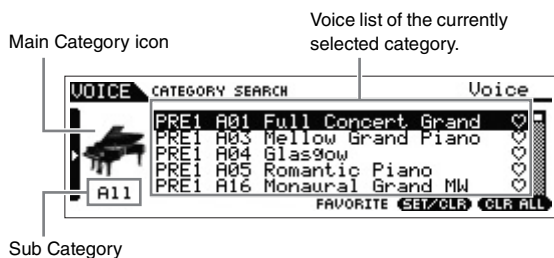 Main Category icon
Voice list of the currently
selected category.
VOICE CATEGORY SEARCH Voice
PRE1 A01 Full Concert Grand
PRE1 A03 Mellow Grand Piano
PRE1 A04 Glasgow
PRE1 A05 Romantic Piano
PRE1 A16 Monaural Grand MW
All
FAVORITE SET/CLR CLR ALL
Sub Category